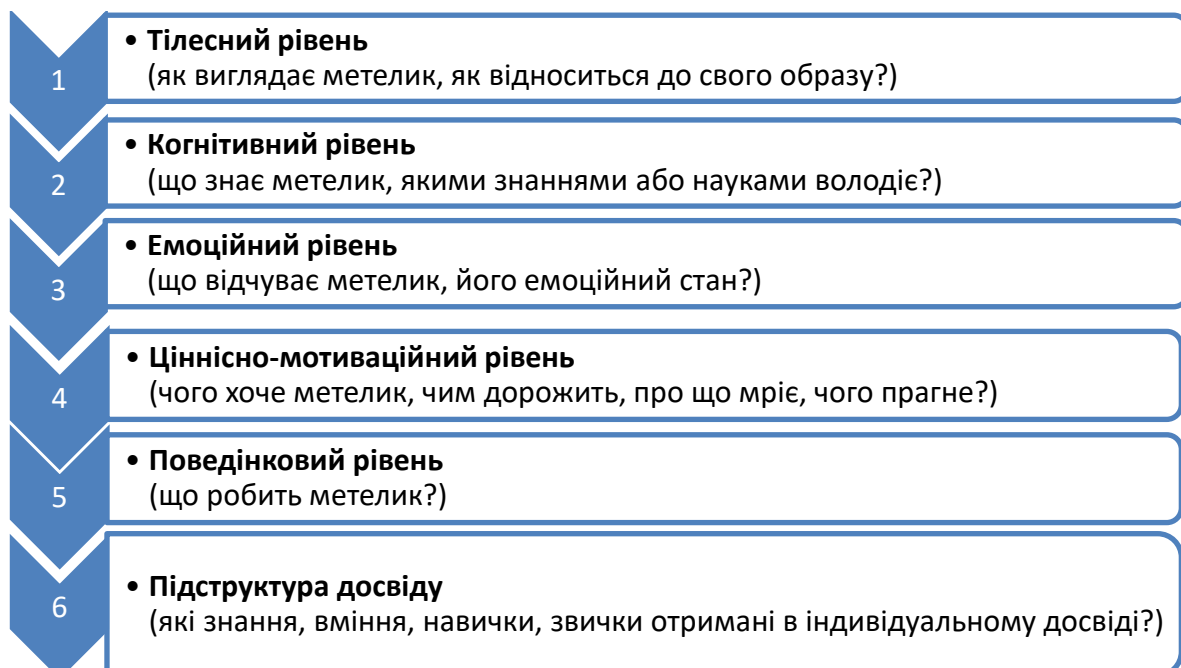 1
• Тілесний рівень
(як виглядає метелик, як відноситься до свого образу?)
2
• Когнітивний рівень
(що знає метелик, якими знаннями або науками володіє?)
3
• Емоційний рівень
(що відчуває метелик, його емоційний стан?)
4
• Ціннісно-мотиваційний рівень
(чого хоче метелик, чим дорожить, про що мріє, чого прагне?)
5
• Поведінковий рівень
(що робить метелик?)
6
• Підструктура досвіду
(які знання, вміння, навички, звички отримані в індивідуальному досвіді?)